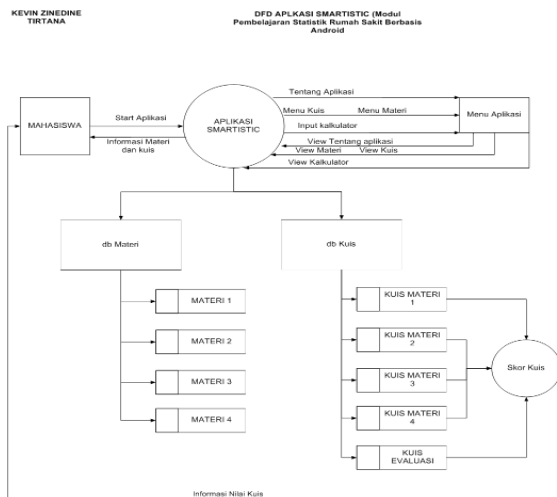 KEVIN ZINEDINE
TIRTANA
DFD APLKASI SMARTISTIC (Modul
Pembelajaran Statistik Rumah Sakit Berbasis
Android
MAHASISWA
Start Aplikasi
Informasi Materi
dan kuis
APLIKASI
SMARTISTIC
Tentang Aplikasi
Menu Kuis Menu Materi
Input kalkulator
View Tentang aplikasi
View Materi View Kuis
View Kalkulator
Menu Aplikasi
db Materi
db Kuis
MATERI 1
MATERI 2
MATERI 3
MATERI 4
KUIS MATERI
1
KUIS MATERI
2
KUIS MATERI
3
KUIS MATERI
4
KUIS
EVALUASI
Skor Kuis
Informasi Nilai Kuis